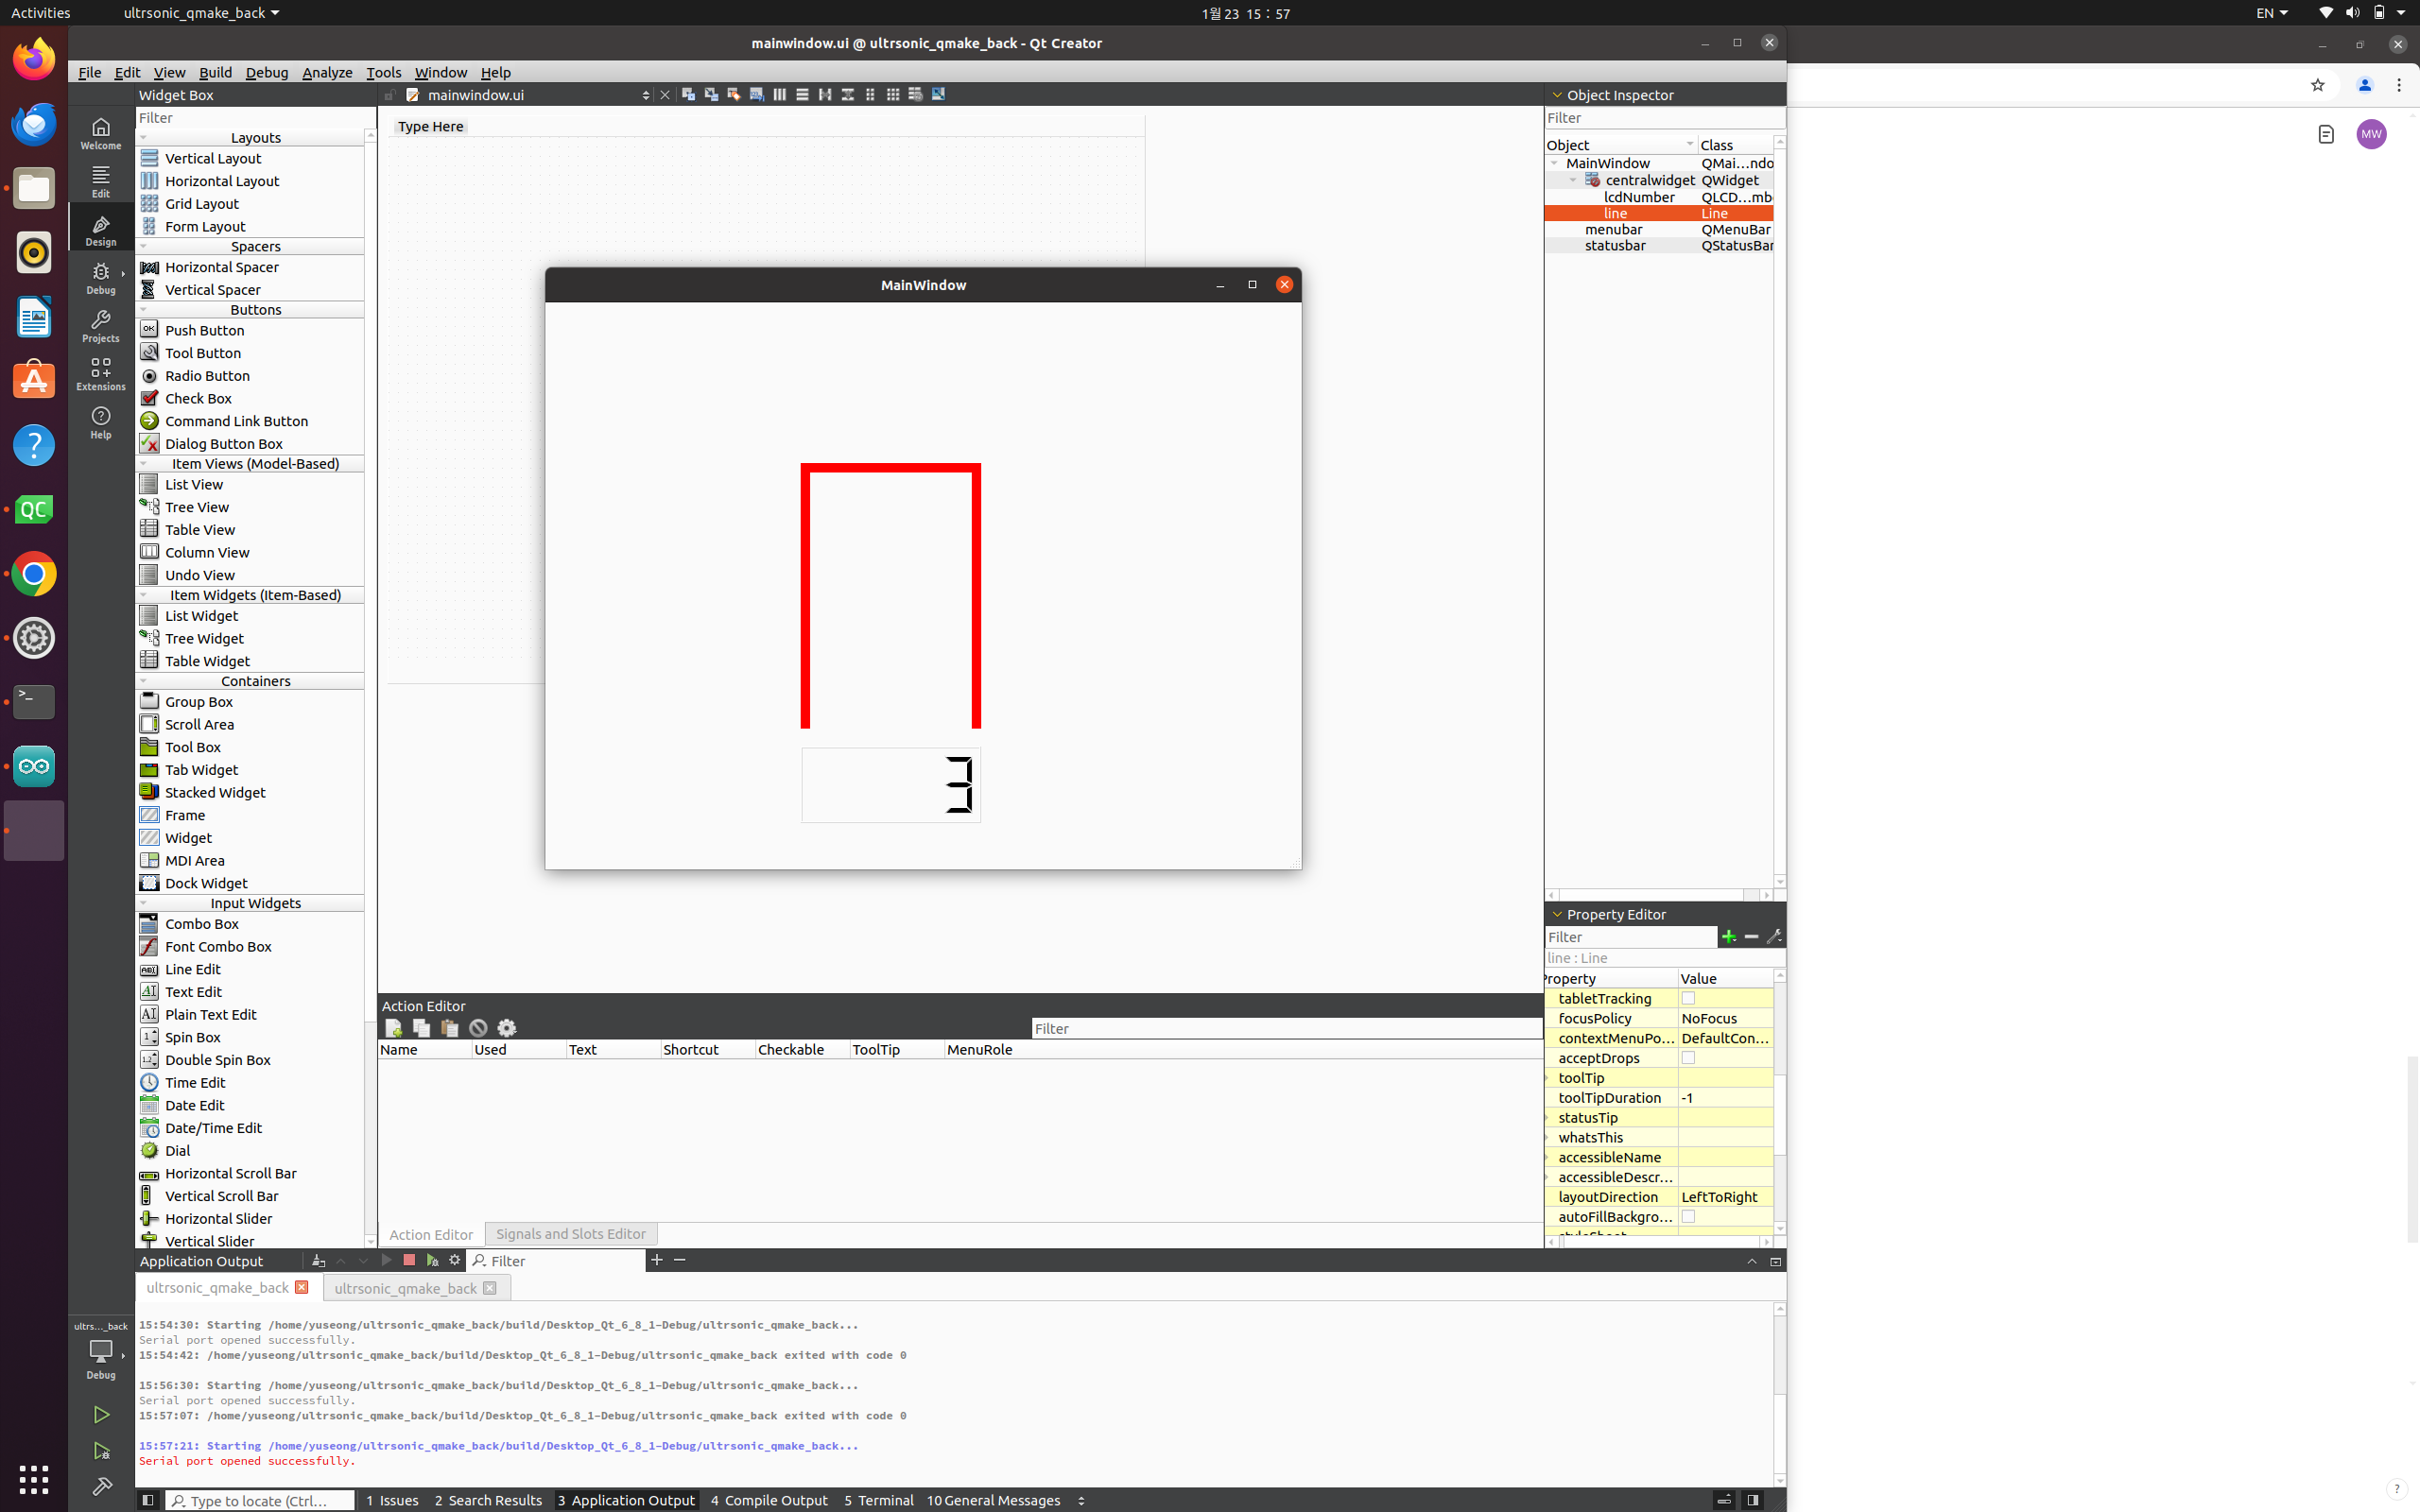 Activities ultrsonic_qmake_back 1월 23 15 : 57 EN
mainwindow.ui @ ultrsonic_qmake_back - Qt Creator
File Edit View Build Debug Analyze Tools Window Help
Widget Box
mainwindow.ui
Object Inspector
Filter
Filter
Type Here
Layouts
Vertical Layout
Horizontal Layout
Grid Layout
Form Layout
Spacers
Horizontal Spacer
Vertical Spacer
Buttons
Push Button
Tool Button
Radio Button
Check Box
Command Link Button
Dialog Button Box
Item Views (Model-Based)
List View
Tree View
Table View
Column View
Undo View
Item Widgets (Item-Based)
List Widget
Tree Widget
Table Widget
Containers
Group Box
Scroll Area
Tool Box
Tab Widget
Stacked Widget
Frame
Widget
MDI Area
Dock Widget
Input Widgets
Combo Box
Font Combo Box
Line Edit
Text Edit
Plain Text Edit
Spin Box
Double Spin Box
Time Edit
Date Edit
Date/Time Edit
Dial
Horizontal Scroll Bar
Vertical Scroll Bar
Horizontal Slider
Vertical Slider
Welcome
Edit
Design
Debug
Projects
Extensions
Help
QC
MainWindow
3
Object Class
MainWindow QMai...ndo
centralwidget QWidget
lcdNumber QLCD...mb
line Line
menubar QMenuBar
statusbar QStatusBar
MW
Property Editor
Filter
line : Line
Property Value
tabletTracking
focusPolicy NoFocus
contextMenuPo... DefaultCon...
acceptDrops
toolTip
toolTipDuration -1
statusTip
whatsThis
accessibleName
accessibleDescr...
layoutDirection LeftToRight
autoFillBackgro...
Action Editor
Filter
Name Used Text Shortcut Checkable ToolTip MenuRole
Action Editor Signals and Slots Editor
Application Output Filter
ultrsonic_qmake_back ultrsonic_qmake_back
15:54:30: Starting /home/yuseong/ultrsonic_qmake_back/build/Desktop_Qt_6_8_1-Debug/ultrsonic_qmake_back...
Serial port opened successfully.
15:54:42: /home/yuseong/ultrsonic_qmake_back/build/Desktop_Qt_6_8_1-Debug/ultrsonic_qmake_back exited with code 0
15:56:30: Starting /home/yuseong/ultrsonic_qmake_back/build/Desktop_Qt_6_8_1-Debug/ultrsonic_qmake_back...
Serial port opened successfully.
15:57:07: /home/yuseong/ultrsonic_qmake_back/build/Desktop_Qt_6_8_1-Debug/ultrsonic_qmake_back exited with code 0
15:57:21: Starting /home/yuseong/ultrsonic_qmake_back/build/Desktop_Qt_6_8_1-Debug/ultrsonic_qmake_back...
Serial port opened successfully.
ultrs..._back
Debug
Type to locate (Ctrl... 1 Issues 2 Search Results 3 Application Output 4 Compile Output 5 Terminal 10 General Messages